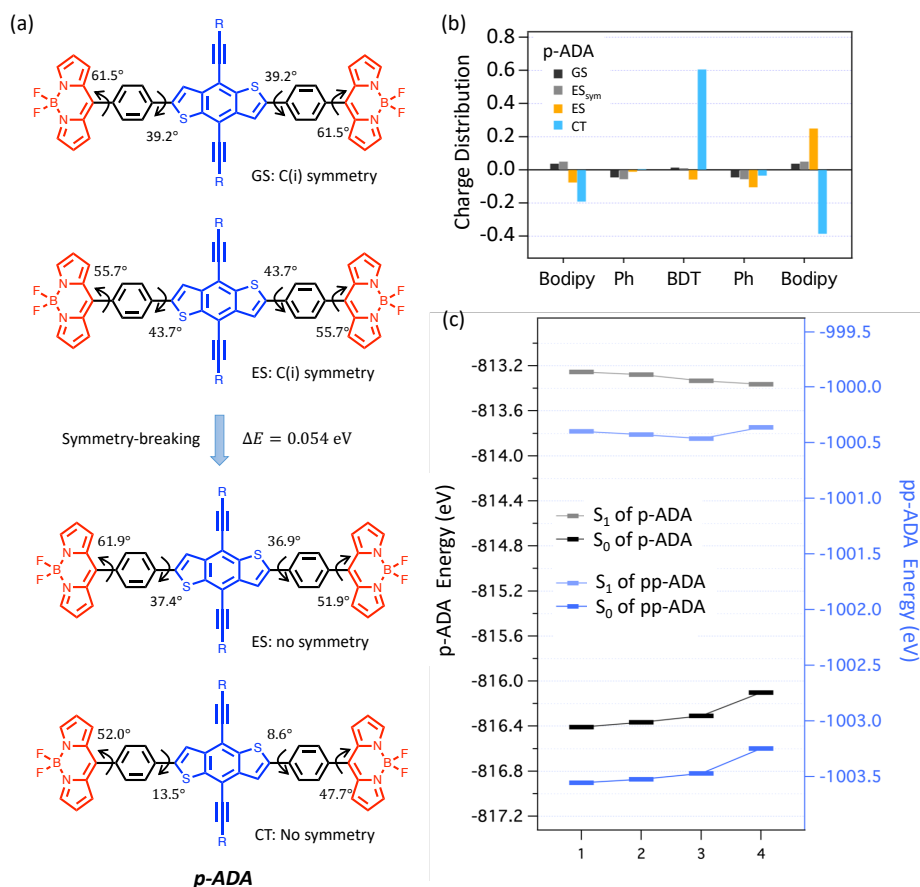 (a)
R
61.5° 39.2°
F F B N N S S N N B F F
39.2° 61.5°
R
GS: C(i) symmetry
R
55.7° 43.7°
F F B N N S S N N B F F
43.7° 55.7°
R
ES: C(i) symmetry
Symmetry-breaking ΔE = 0.054 eV
R
61.9° 36.9°
F F B N N S S N N B F F
37.4° 51.9°
R
ES: no symmetry
R
52.0° 8.6°
F F B N N S S N N B F F
13.5° 47.7°
R
CT: No symmetry
p-ADA
(b)
Charge Distribution
0.8
0.6
0.4
0.2
0.0
-0.2
-0.4
p-ADA
GS
ESsym
ES
CT
Bodipy Ph BDT Ph Bodipy
(c)
p-ADA Energy (eV)
-813.2
-813.6
-814.0
-814.4
-814.8
-815.2
-815.6
-816.0
-816.4
-816.8
-817.2
S1 of p-ADA
S0 of p-ADA
S1 of pp-ADA
S0 of pp-ADA
-999.5
-1000.0
-1000.5
-1001.0
-1001.5
-1002.0
-1002.5
-1003.0
-1003.5
pp-ADA Energy (eV)
1 2 3 4